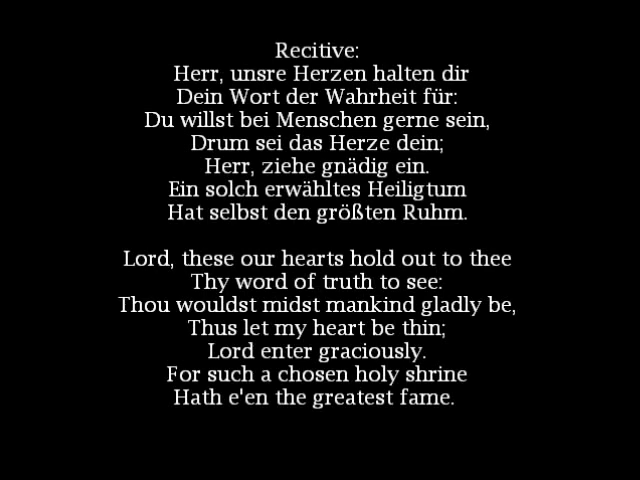 Recitive:
Herr, unsre Herzen halten dir
Dein Wort der Wahrheit für:
Du willst bei Menschen gerne sein,
Drum sei das Herze dein;
Herr, ziehe gnädig ein.
Ein solch erwähltes Heiligtum
Hat selbst den größten Ruhm.
Lord, these our hearts hold out to thee
Thy word of truth to see:
Thou wouldst midst mankind gladly be,
Thus let my heart be thin;
Lord enter graciously.
For such a chosen holy shrine
Hath e'en the greatest fame.